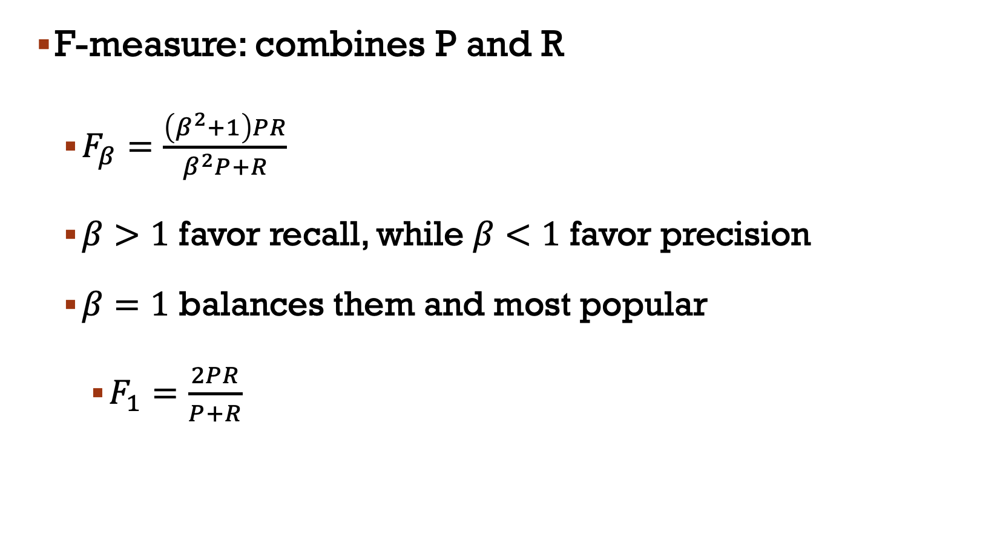 ▪F-measure: combines P and R
▪$F_\beta = \frac{(\beta^2+1)PR}{\beta^2P+R}$
▪$\beta > 1$ favor recall, while $\beta < 1$ favor precision
▪$\beta = 1$ balances them and most popular
▪$F_1 = \frac{2PR}{P+R}$